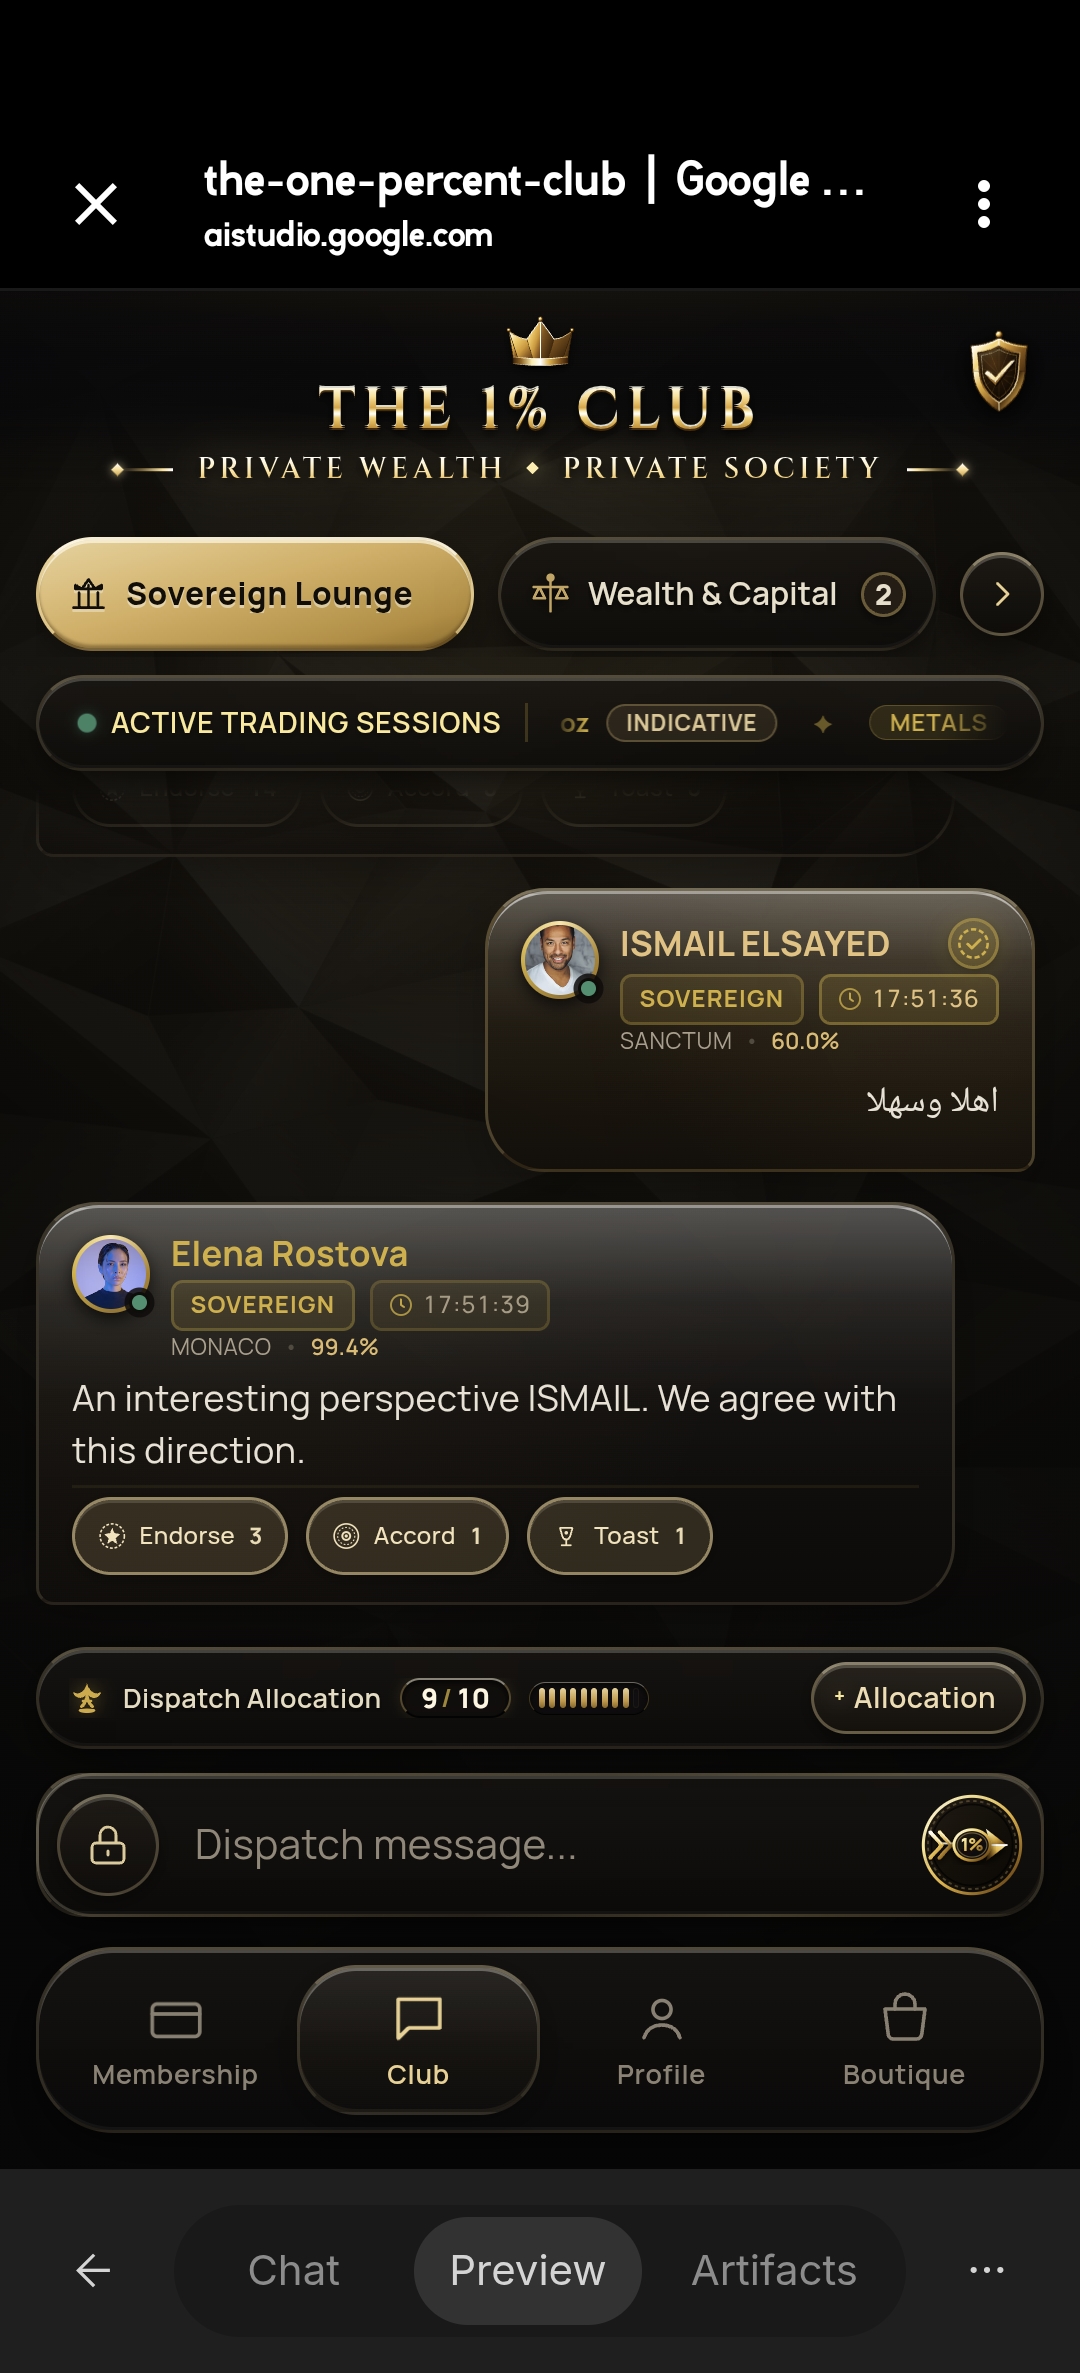 the-one-percent-club | Google ...
aistudio.google.com
THE 1% CLUB
PRIVATE WEALTH ◆ PRIVATE SOCIETY
Sovereign Lounge
Wealth & Capital 2
ACTIVE TRADING SESSIONS | oz INDICATIVE ✦ METALS
ISMAIL ELSAYED
SOVEREIGN 17:51:36
SANCTUM • 60.0%
اهلا وسهلا
Elena Rostova
SOVEREIGN 17:51:39
MONACO • 99.4%
An interesting perspective ISMAIL. We agree with
this direction.
Endorse 3 Accord 1 Toast 1
Dispatch Allocation 9/10 + Allocation
Dispatch message...
1%
Membership Club Profile Boutique
Chat Preview Artifacts